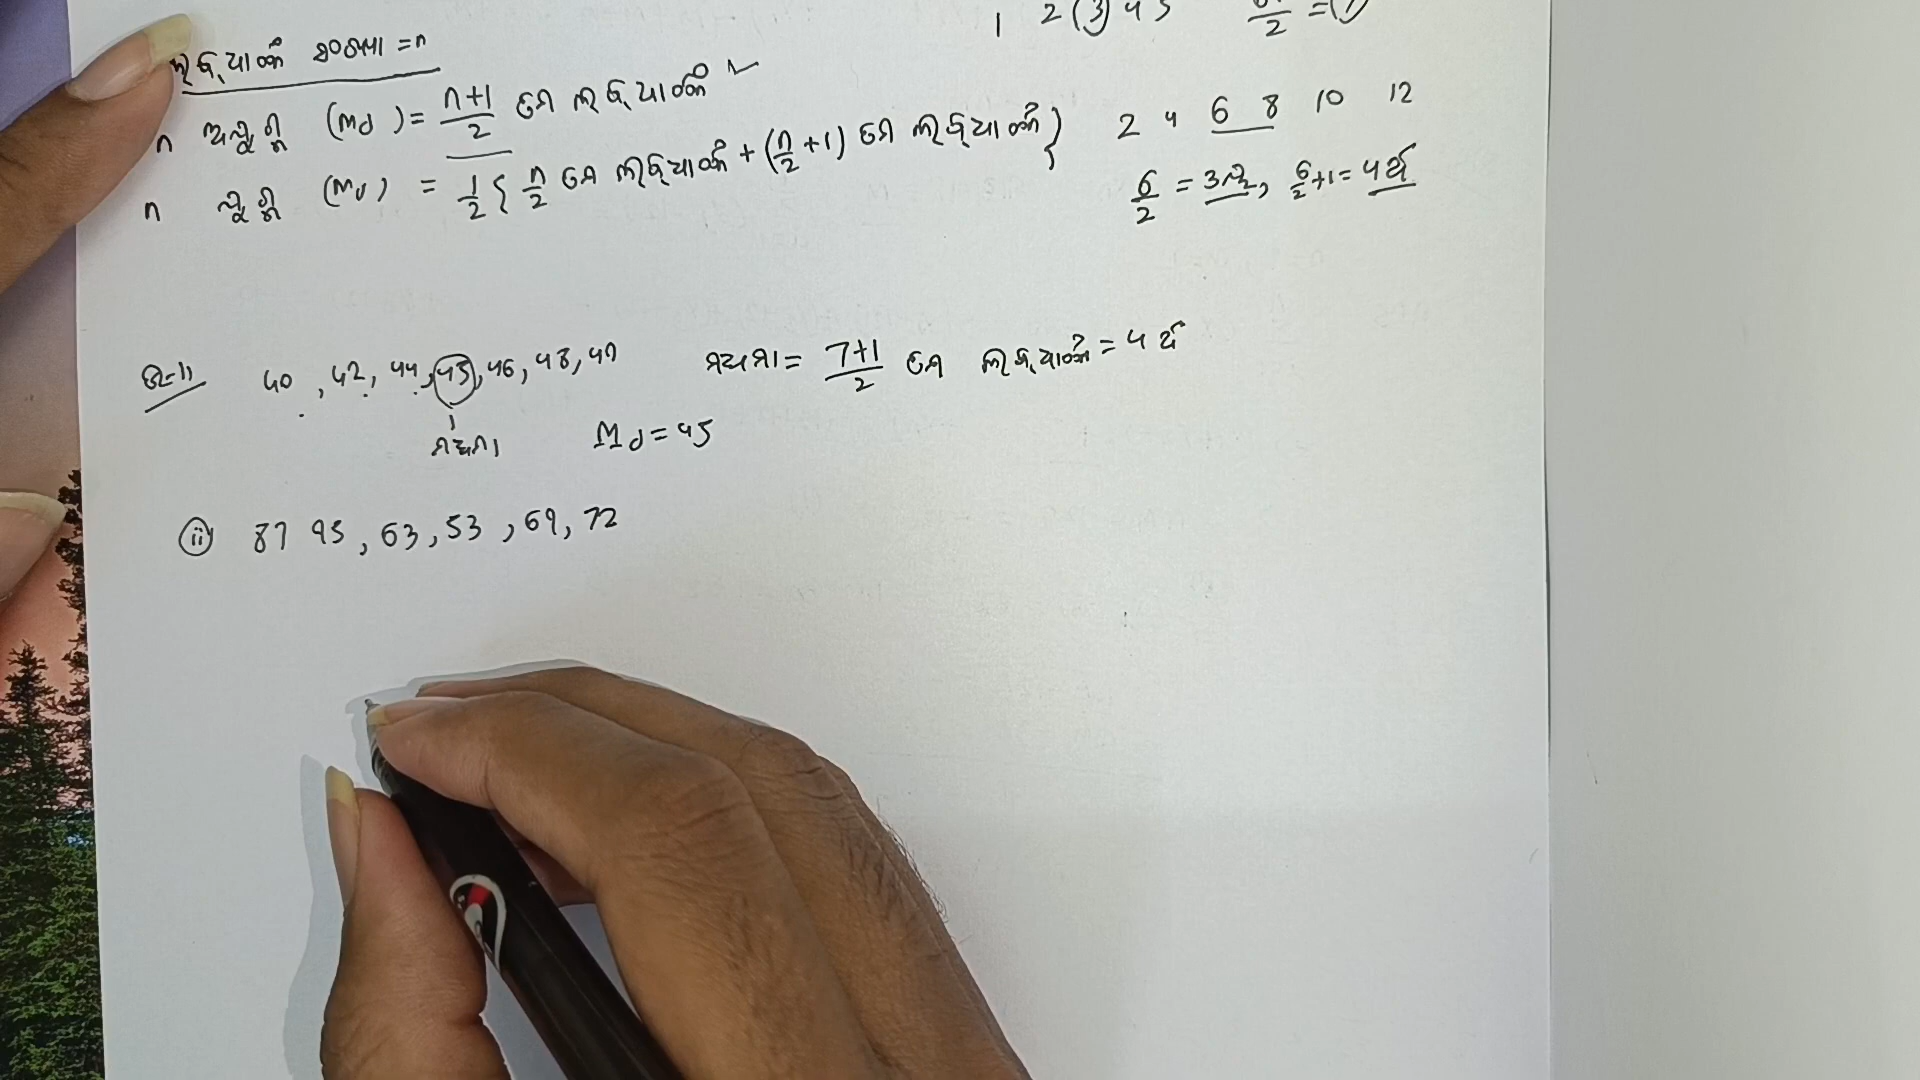 1 2 (3) 4 5
ଲବ୍ଧାଙ୍କ ସଂଖ୍ୟା = n
n ଅଯୁଗ୍ମ (Md) = n+1/2 ତମ ଲବ୍ଧାଙ୍କ ✓
2 4 6 8 10 12
n ଯୁଗ୍ମ (Md) = 1/2 { n/2 ତମ ଲବ୍ଧାଙ୍କ + (n/2 +1) ତମ ଲବ୍ଧାଙ୍କ }
6/2 = 3ୟ, 6/2 +1 = 4ର୍ଥ
40, 42, 44, 45, 46, 48, 49
ମଧ୍ୟମା = 7+1/2 ତମ ଲବ୍ଧାଙ୍କ = 4ର୍ଥ
ମଧ୍ୟମା
Md = 45
(ii) 87 95, 63, 53, 69, 72